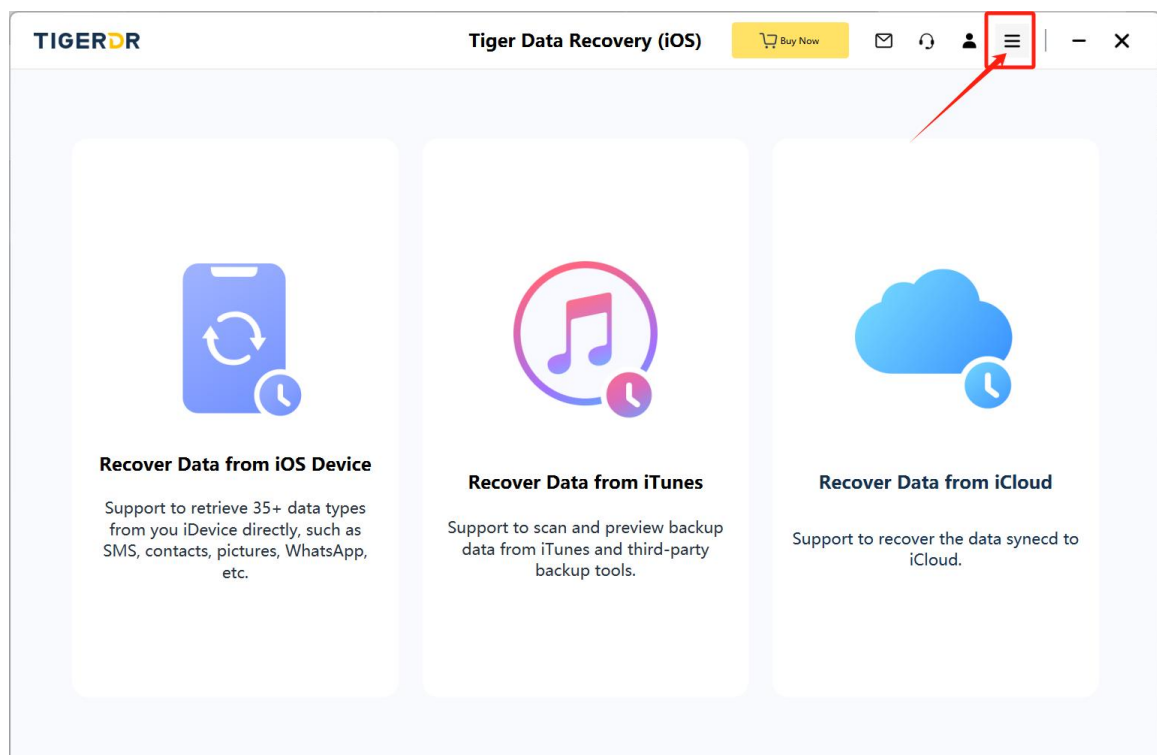 TIGERDR
Tiger Data Recovery (iOS)
Buy Now
Recover Data from iOS Device
Support to retrieve 35+ data types
from you iDevice directly, such as
SMS, contacts, pictures, WhatsApp,
etc.
Recover Data from iTunes
Support to scan and preview backup
data from iTunes and third-party
backup tools.
Recover Data from iCloud
Support to recover the data synecd to
iCloud.